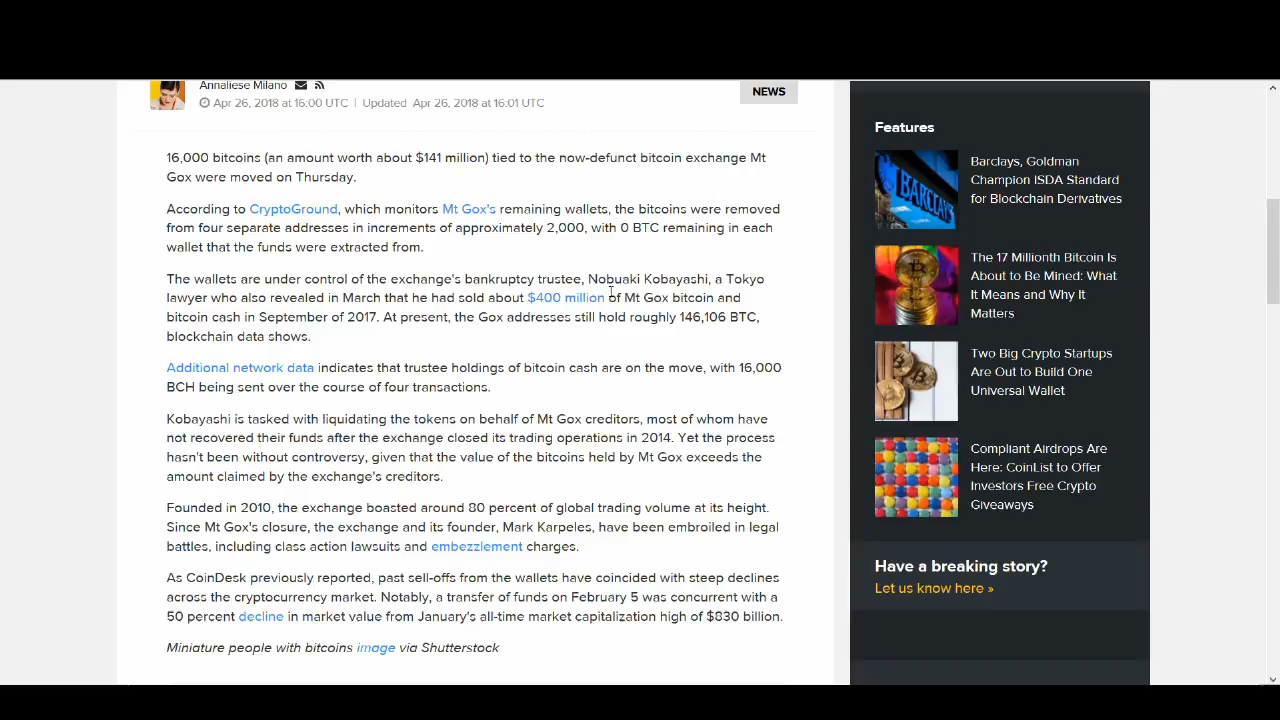 Annaliese Milano
Apr 26, 2018 at 16:00 UTC | Updated Apr 26, 2018 at 16:01 UTC
NEWS
16,000 bitcoins (an amount worth about $141 million) tied to the now-defunct bitcoin exchange Mt
Gox were moved on Thursday.
According to CryptoGround, which monitors Mt Gox's remaining wallets, the bitcoins were removed
from four separate addresses in increments of approximately 2,000, with 0 BTC remaining in each
wallet that the funds were extracted from.
The wallets are under control of the exchange's bankruptcy trustee, Nobuaki Kobayashi, a Tokyo
lawyer who also revealed in March that he had sold about $400 million of Mt Gox bitcoin and
bitcoin cash in September of 2017. At present, the Gox addresses still hold roughly 146,106 BTC,
blockchain data shows.
Additional network data indicates that trustee holdings of bitcoin cash are on the move, with 16,000
BCH being sent over the course of four transactions.
Kobayashi is tasked with liquidating the tokens on behalf of Mt Gox creditors, most of whom have
not recovered their funds after the exchange closed its trading operations in 2014. Yet the process
hasn't been without controversy, given that the value of the bitcoins held by Mt Gox exceeds the
amount claimed by the exchange's creditors.
Founded in 2010, the exchange boasted around 80 percent of global trading volume at its height.
Since Mt Gox's closure, the exchange and its founder, Mark Karpeles, have been embroiled in legal
battles, including class action lawsuits and embezzlement charges.
As CoinDesk previously reported, past sell-offs from the wallets have coincided with steep declines
across the cryptocurrency market. Notably, a transfer of funds on February 5 was concurrent with a
50 percent decline in market value from January's all-time market capitalization high of $830 billion.
Miniature people with bitcoins image via Shutterstock
Features
BARCLAYS
Barclays, Goldman
Champion ISDA Standard
for Blockchain Derivatives
The 17 Millionth Bitcoin Is
About to Be Mined: What
It Means and Why It
Matters
Two Big Crypto Startups
Are Out to Build One
Universal Wallet
Compliant Airdrops Are
Here: CoinList to Offer
Investors Free Crypto
Giveaways
Have a breaking story?
Let us know here »